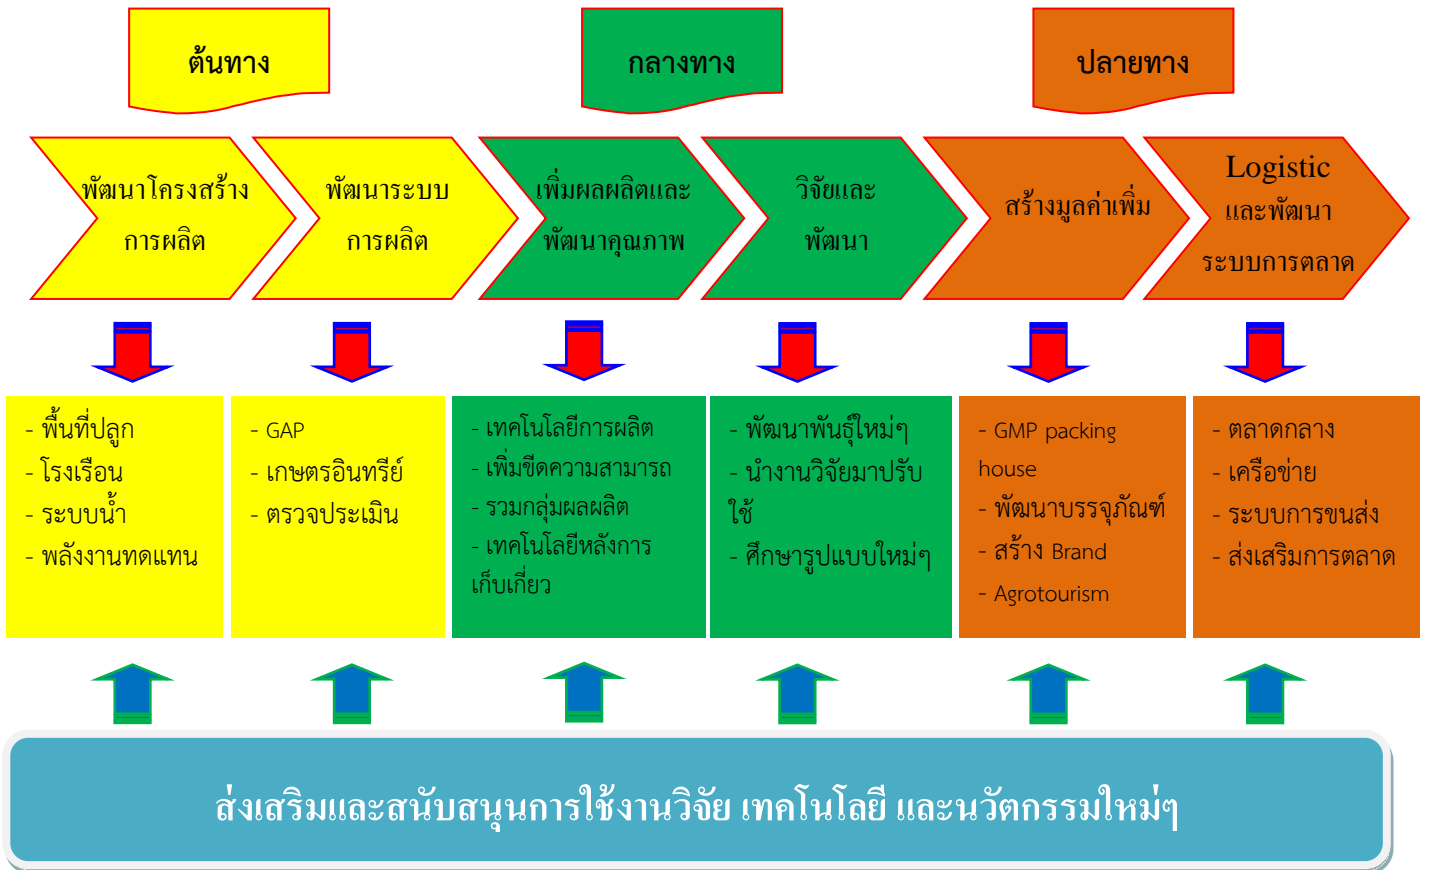 ต้นทาง
กลางทาง
ปลายทาง
พัฒนาโครงสร้าง
การผลิต
พัฒนาระบบ
การผลิต
เพิ่มผลผลิตและ
พัฒนาคุณภาพ
วิจัยและ
พัฒนา
สร้างมูลค่าเพิ่ม
Logistic
และพัฒนา
ระบบการตลาด
- พื้นที่ปลูก
- โรงเรือน
- ระบบน้ำ
- พลังงานทดแทน
- GAP
- เกษตรอินทรีย์
- ตรวจประเมิน
- เทคโนโลยีการผลิต
- เพิ่มขีดความสามารถ
- รวมกลุ่มผลผลิต
- เทคโนโลยีหลังการ
เก็บเกี่ยว
- พัฒนาพันธุ์ใหม่ๆ
- นำงานวิจัยมาปรับ
ใช้
- ศึกษารูปแบบใหม่ๆ
- GMP packing
house
- พัฒนาบรรจุภัณฑ์
- สร้าง Brand
- Agrotourism
- ตลาดกลาง
- เครือข่าย
- ระบบการขนส่ง
- ส่งเสริมการตลาด
ส่งเสริมและสนับสนุนการใช้งานวิจัย เทคโนโลยี และนวัตกรรมใหม่ๆ